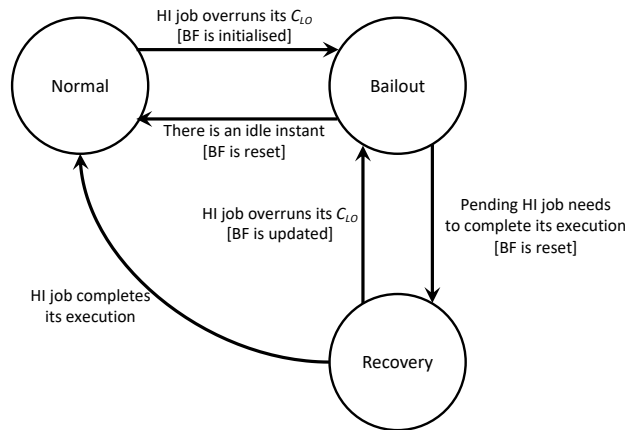 HI job overruns its C_LO
[BF is initialised]
Normal
Bailout
There is an idle instant
[BF is reset]
HI job overruns its C_LO
[BF is updated]
Pending HI job needs
to complete its execution
[BF is reset]
HI job completes
its execution
Recovery